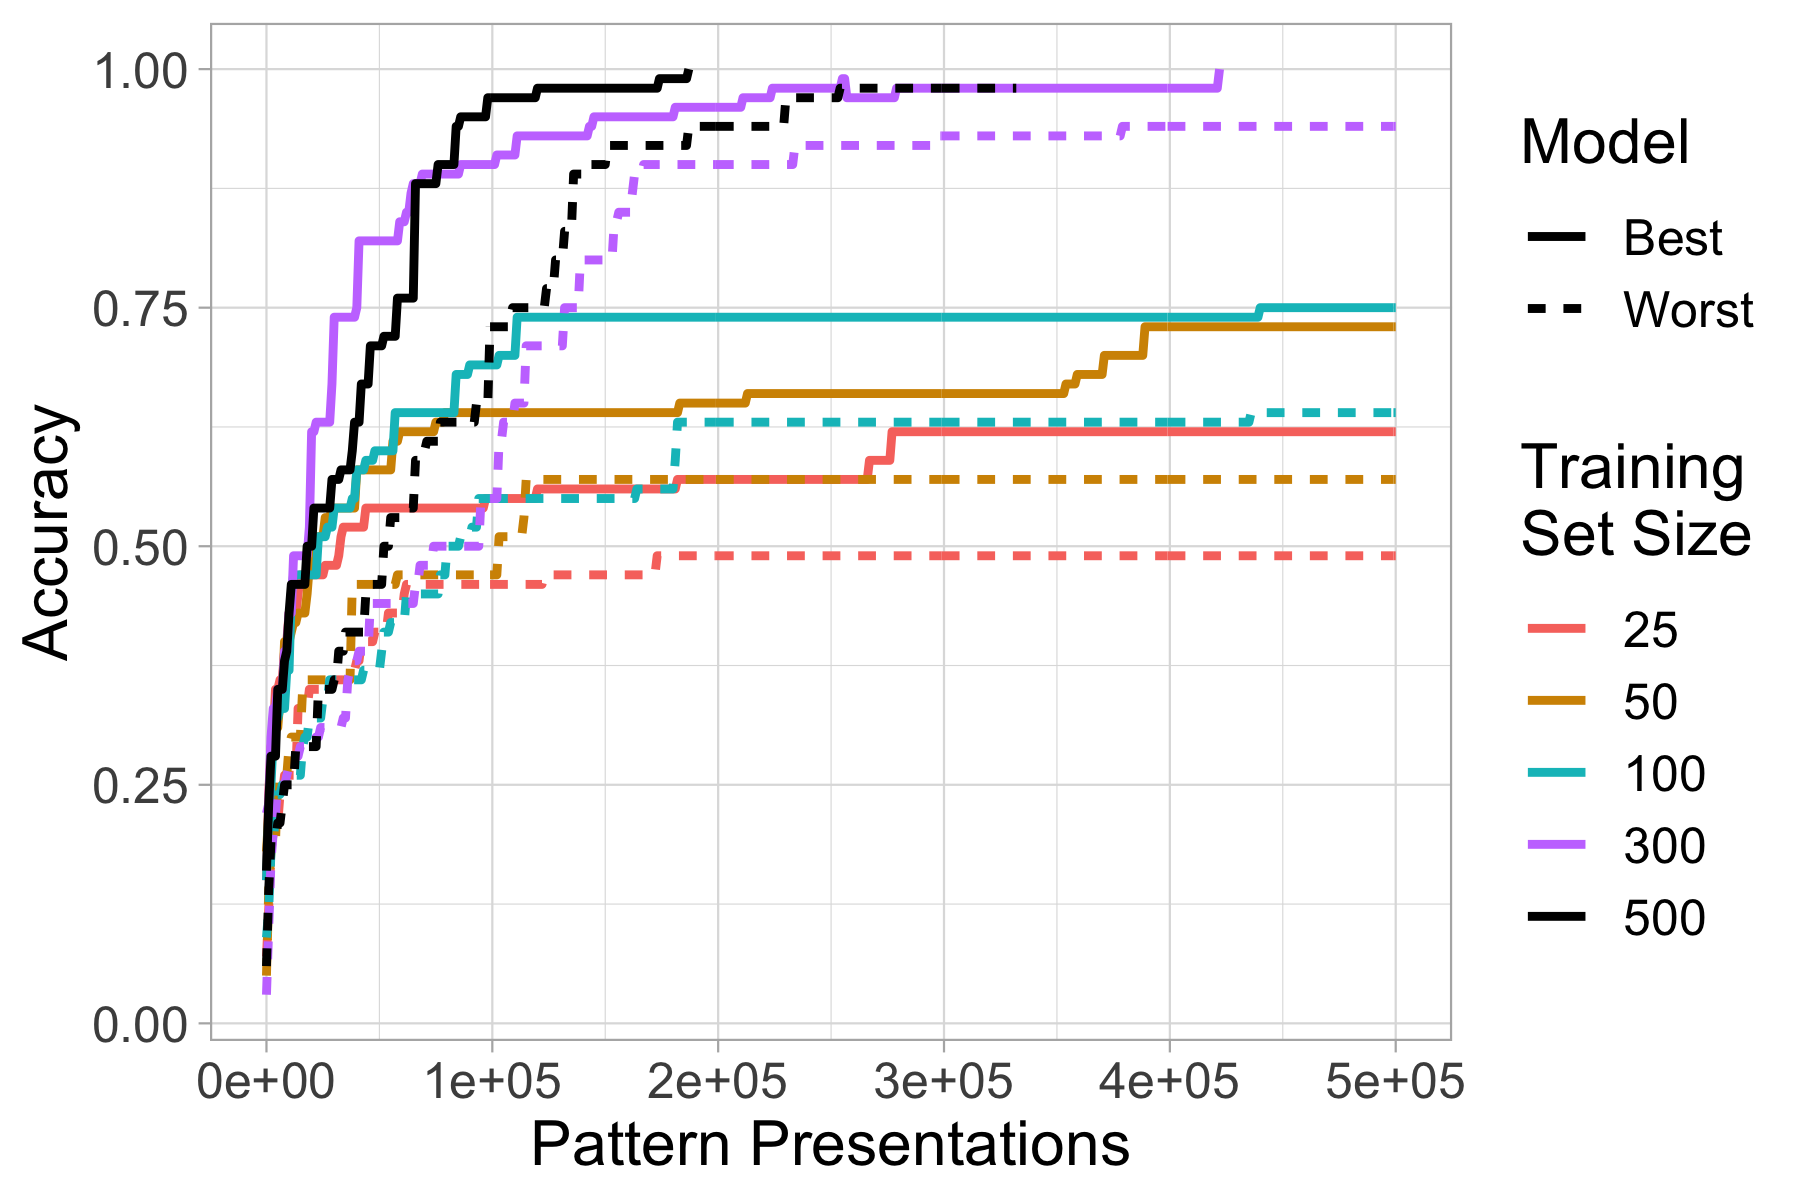 1.00
0.75
0.50
0.25
0.00
Accuracy
0e+00 1e+05 2e+05 3e+05 4e+05 5e+05
Pattern Presentations
Model
Best
Worst
Training
Set Size
25
50
100
300
500